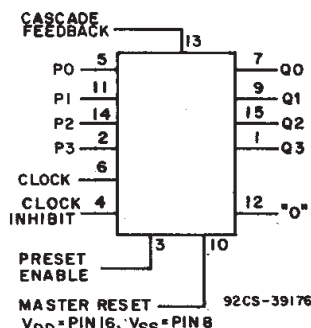 CASCADE
FEEDBACK
13
P0 5 7 Q0
P1 11 9 Q1
P2 14 15 Q2
P3 2 1 Q3
CLOCK 6
CLOCK INHIBIT 4 12 "0"
3 10
PRESET
ENABLE
MASTER RESET 92CS-39176
VDD = PIN 16, VSS = PIN 8